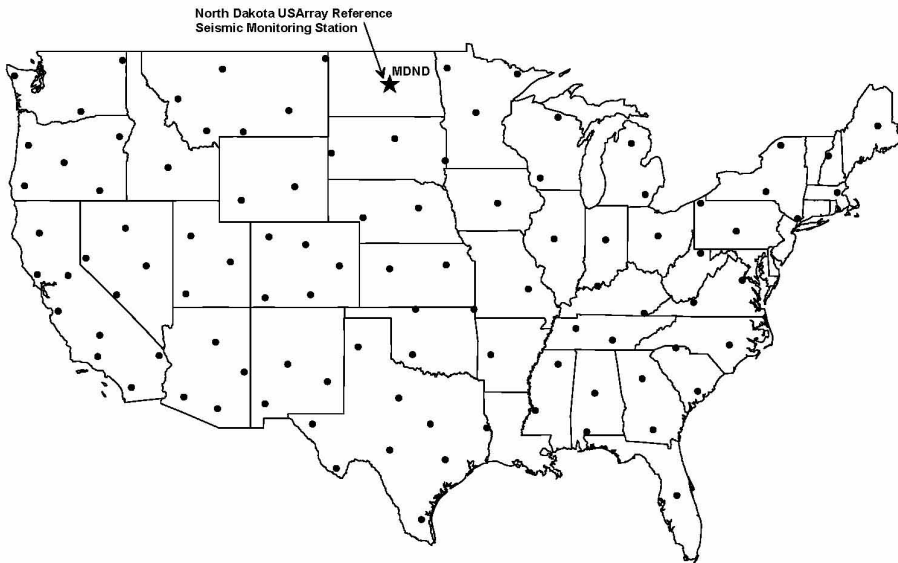 North Dakota USArray Reference
Seismic Monitoring Station
MDND